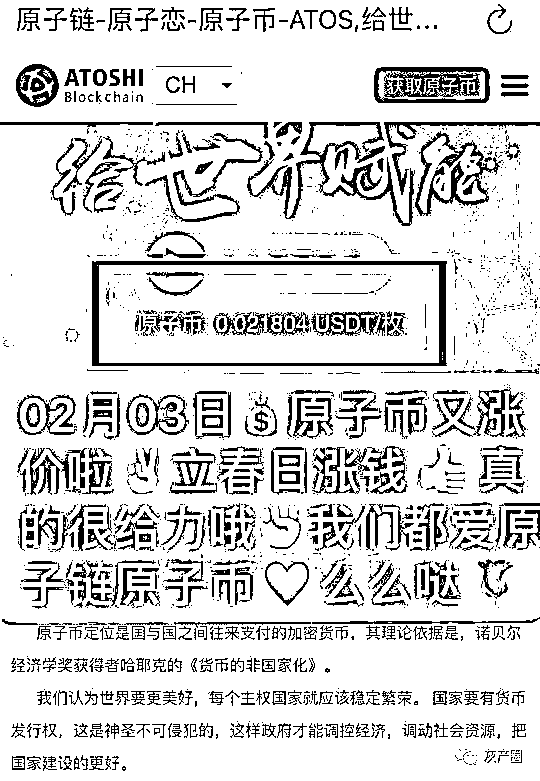 原子链-原子恋-原子币-ATOS,给世...
ATOSHI
Blockchain
CH
获取原子币
给世界赋能
原子币 0.021804 USDT/枚
02月03日💰原子币又涨
价啦✌立春日涨钱👍真
的很给力哦👌我们都爱原
子链原子币♡么么哒🌹
原子币定位是国与国之间往来支付的加密货币，其理论依据是，诺贝尔
经济学奖获得者哈耶克的《货币的非国家化》。
我们认为世界要更美好，每个主权国家就应该稳定繁荣。国家要有货币
发行权，这是神圣不可侵犯的，这样政府才能调控经济，调动社会资源，把
国家建设的更好。
灰产圈